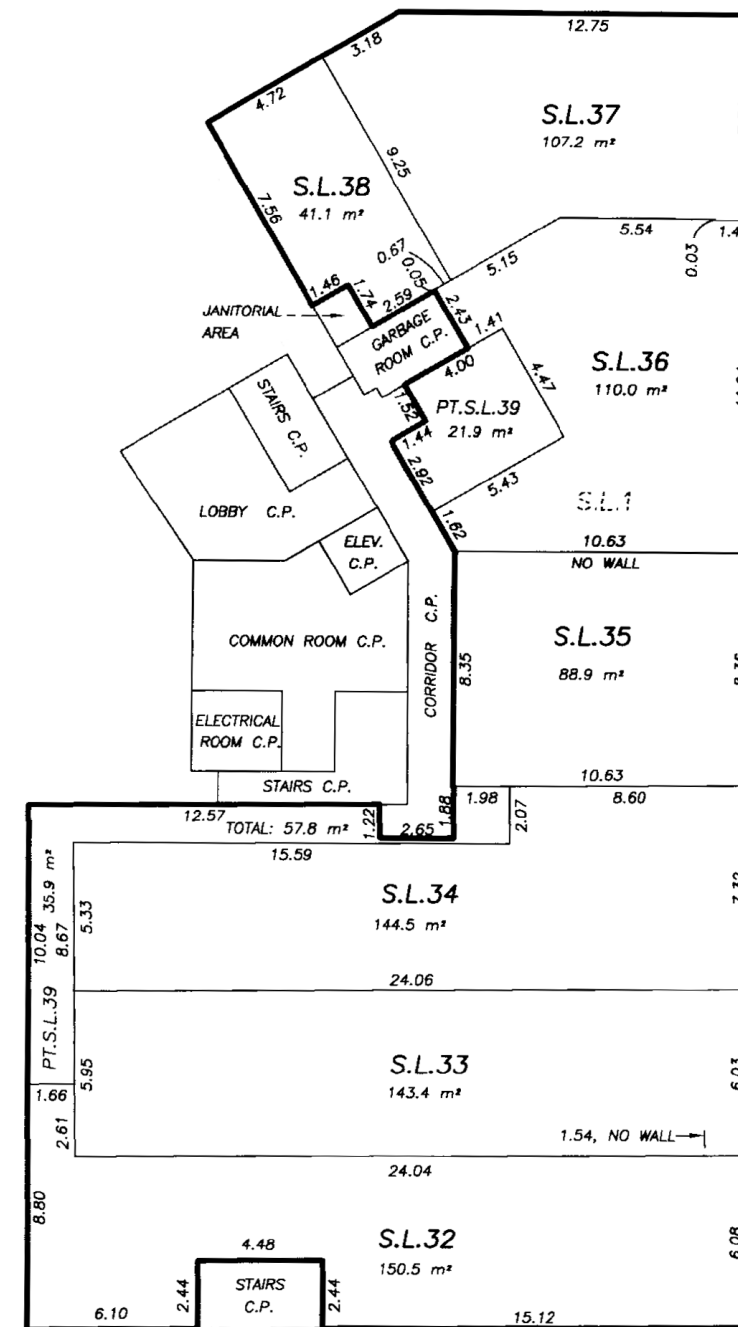 12.75
3.18
4.72
S.L.37
107.2 m²
9.25
S.L.38
41.1 m²
7.56
0.67
0.05
5.15
5.54
0.03
1.46
1.74
2.59
2.43
1.41
JANITORIAL
AREA
GARBAGE
ROOM C.P.
4.00
S.L.36
110.0 m²
4.47
STAIRS C.P.
1.52
PT.S.L.39
21.9 m²
1.44
2.92
5.43
S.L.1
LOBBY C.P.
1.62
ELEV.
C.P.
10.63
NO WALL
COMMON ROOM C.P.
CORRIDOR C.P.
8.35
S.L.35
88.9 m²
ELECTRICAL
ROOM C.P.
10.63
STAIRS C.P.
1.98
8.60
12.57
TOTAL: 57.8 m²
1.22
2.65
1.88
2.07
15.59
35.9 m²
10.04
8.67
5.33
S.L.34
144.5 m²
24.06
PT.S.L.39
5.95
S.L.33
143.4 m²
6.03
1.66
2.61
1.54, NO WALL
24.04
8.80
S.L.32
150.5 m²
6.08
4.48
2.44
STAIRS
C.P.
2.44
6.10
15.12